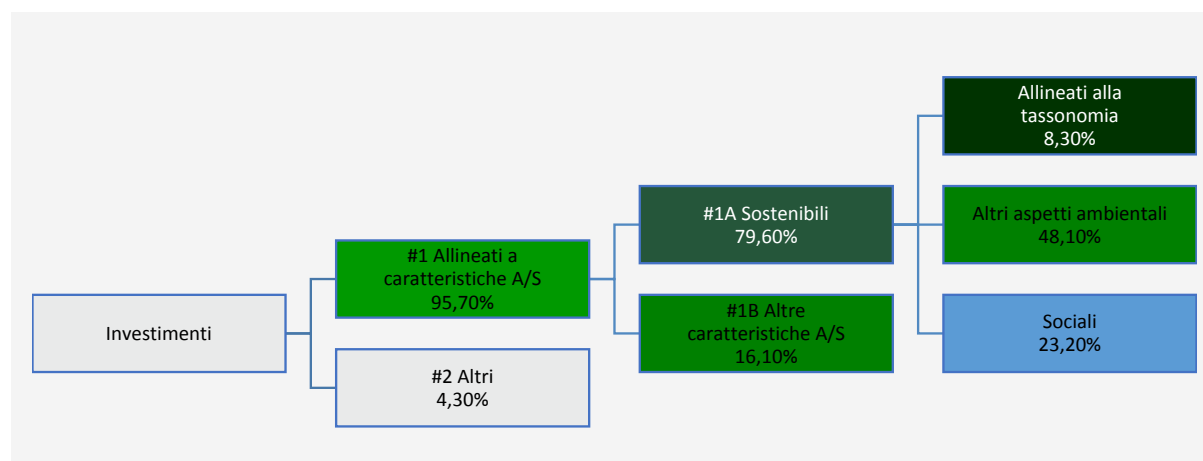 Investimenti
#1 Allineati a
caratteristiche A/S
95,70%
#2 Altri
4,30%
#1A Sostenibili
79,60%
#1B Altre
caratteristiche A/S
16,10%
Allineati alla
tassonomia
8,30%
Altri aspetti ambientali
48,10%
Sociali
23,20%